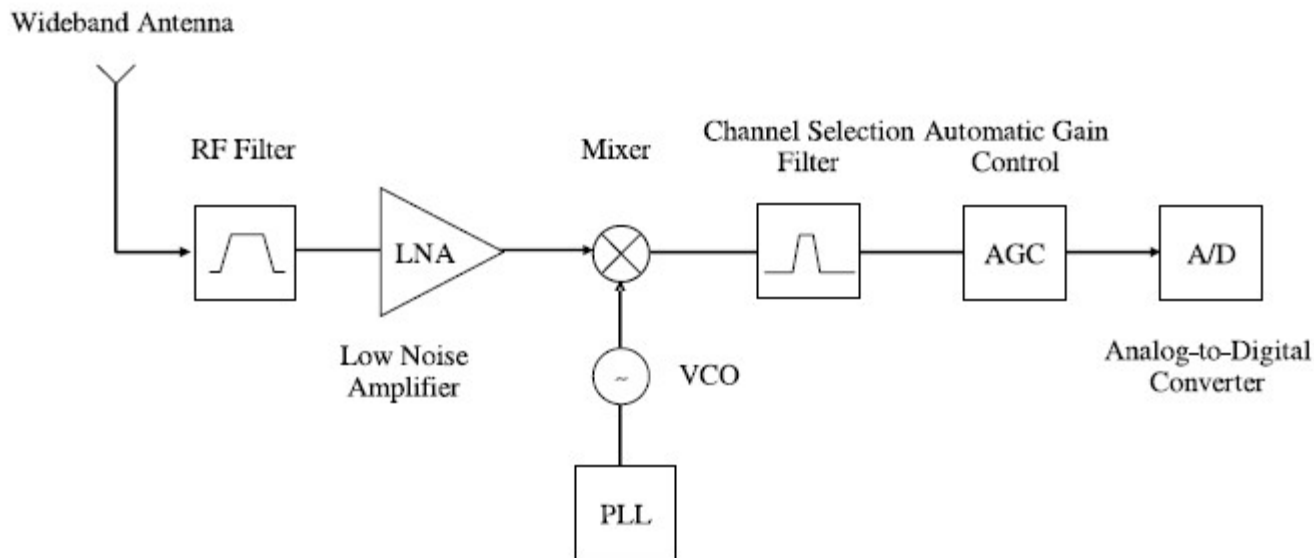 Wideband Antenna
RF Filter
Mixer
Channel Selection
Filter
Automatic Gain
Control
LNA
AGC
A/D
Low Noise
Amplifier
~
VCO
Analog-to-Digital
Converter
PLL